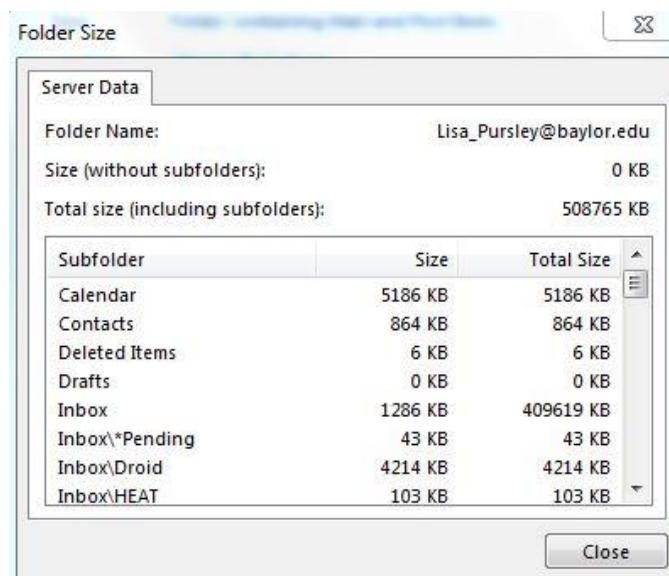 Folder Size
Server Data
Folder Name: Lisa_Pursley@baylor.edu
Size (without subfolders): 0 KB
Total size (including subfolders): 508765 KB
Subfolder Size Total Size
Calendar 5186 KB 5186 KB
Contacts 864 KB 864 KB
Deleted Items 6 KB 6 KB
Drafts 0 KB 0 KB
Inbox 1286 KB 409619 KB
Inbox\*Pending 43 KB 43 KB
Inbox\Droid 4214 KB 4214 KB
Inbox\HEAT 103 KB 103 KB
Close